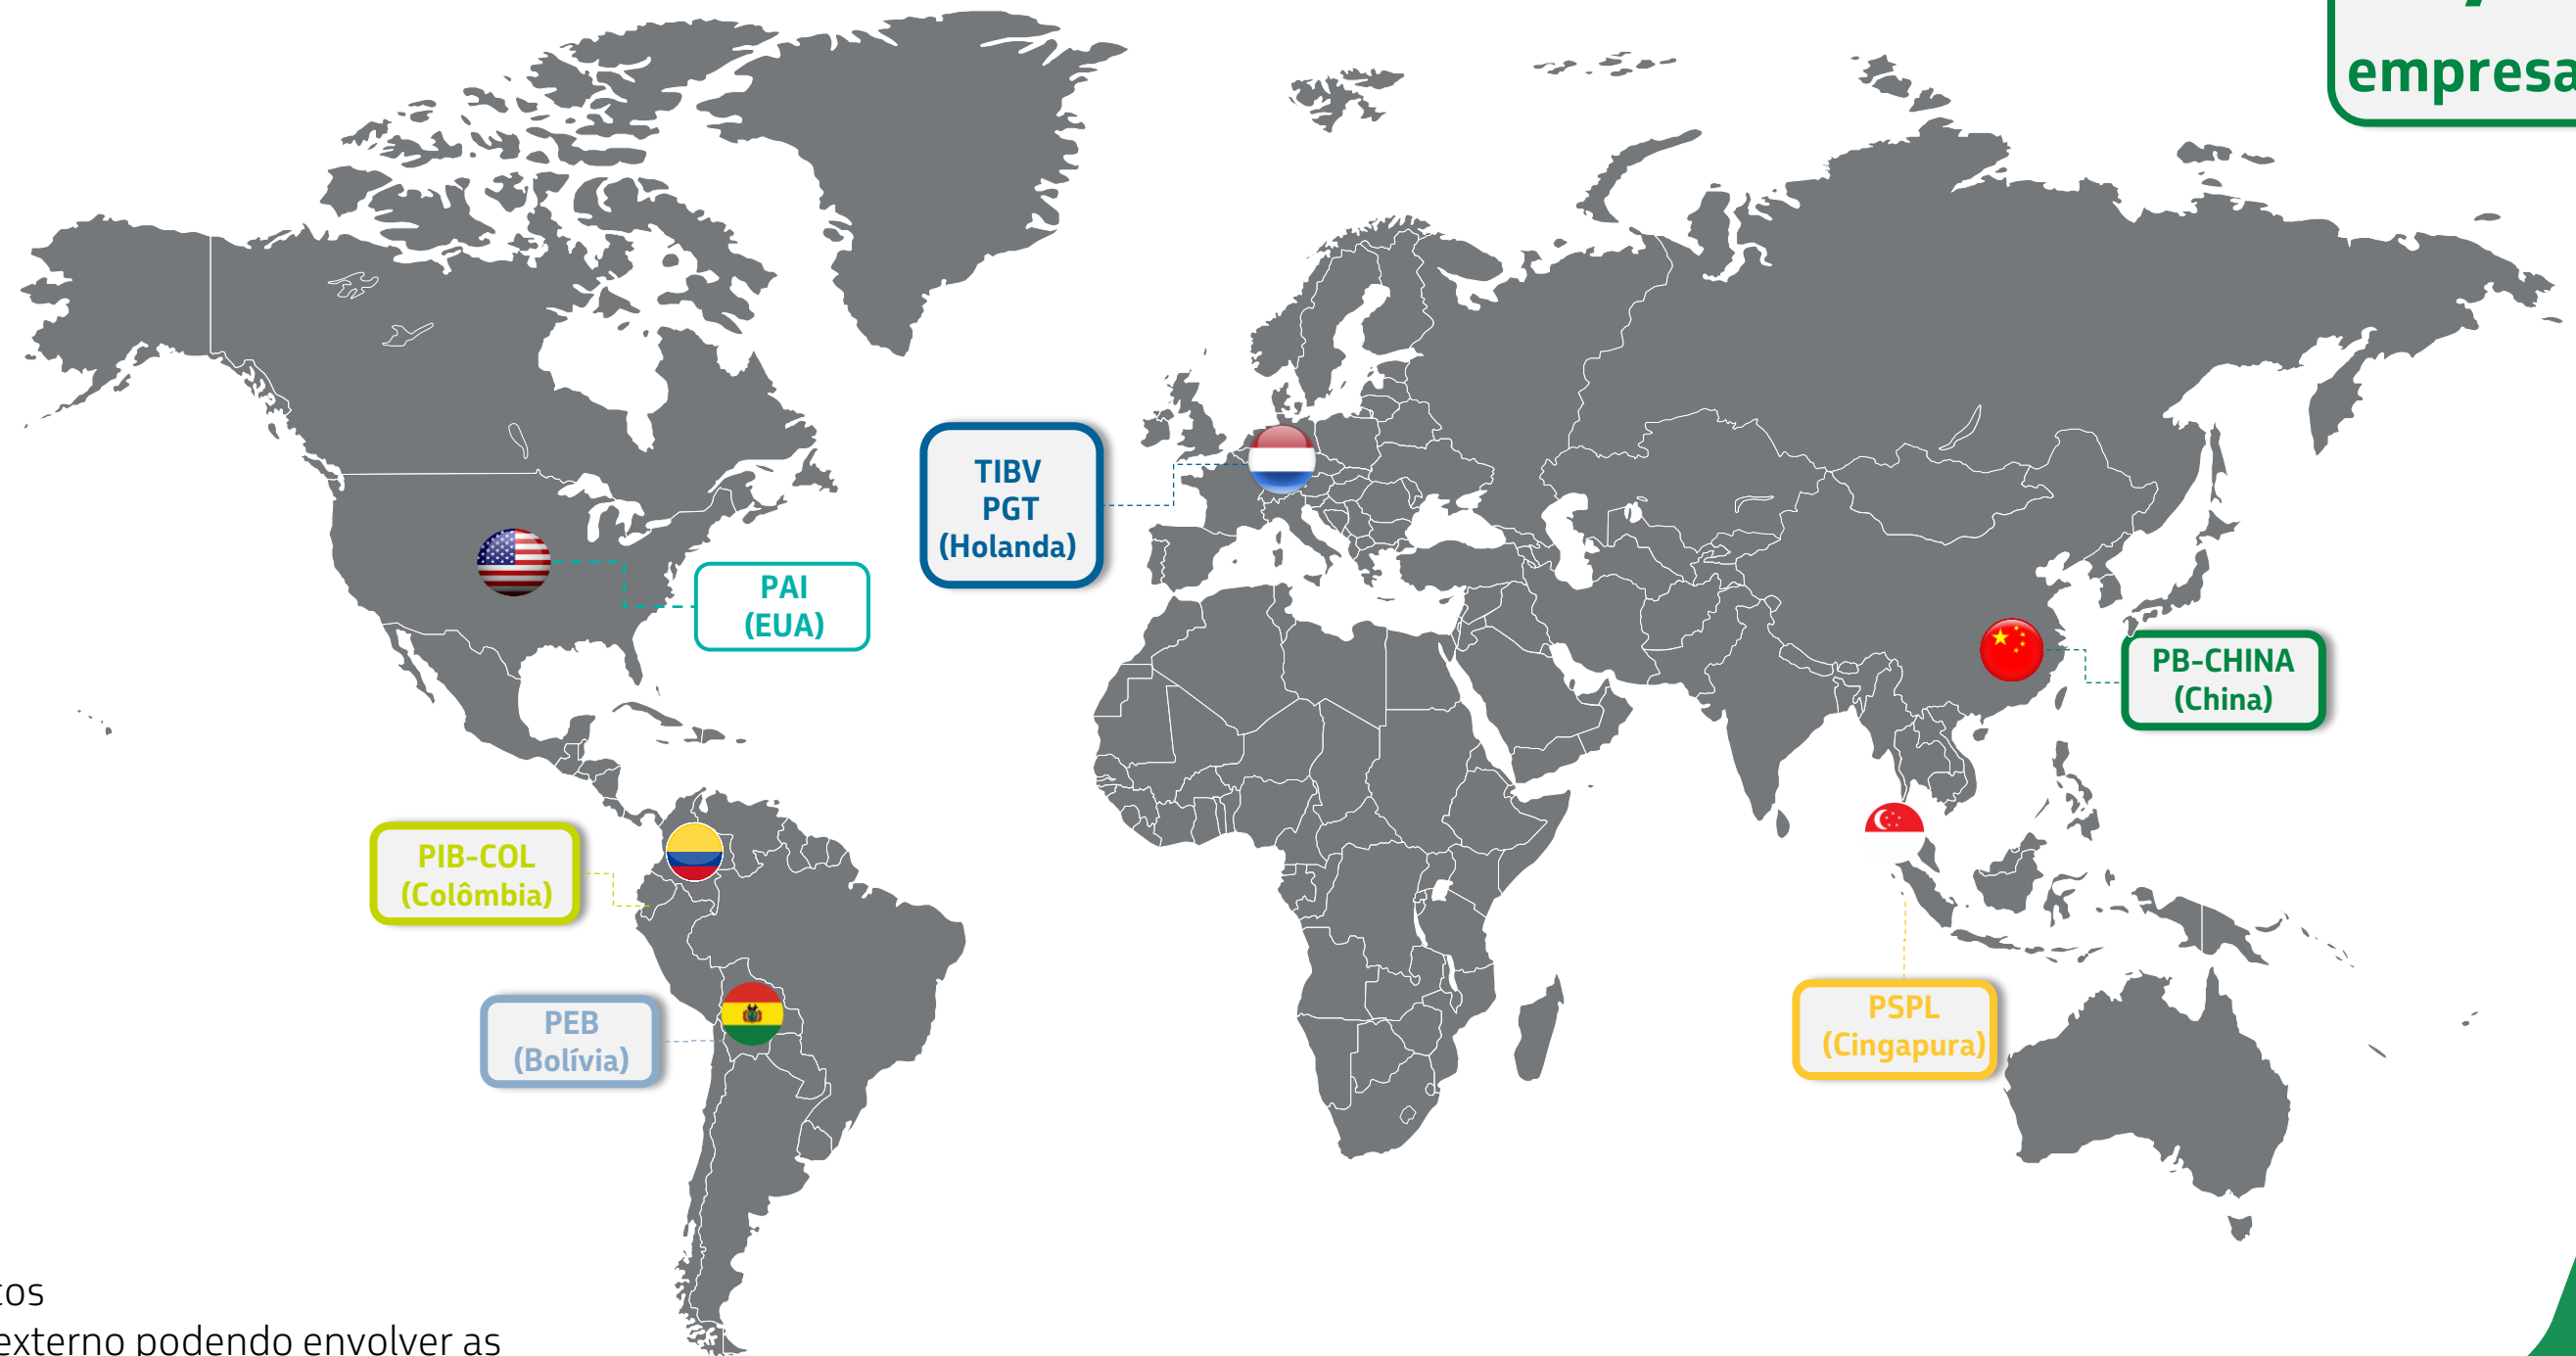 empresa
TIBV
PGT
(Holanda)
PAI
(EUA)
PB-CHINA
(China)
PIB-COL
(Colômbia)
PSPL
(Cingapura)
PEB
(Bolívia)
externo podendo envolver as